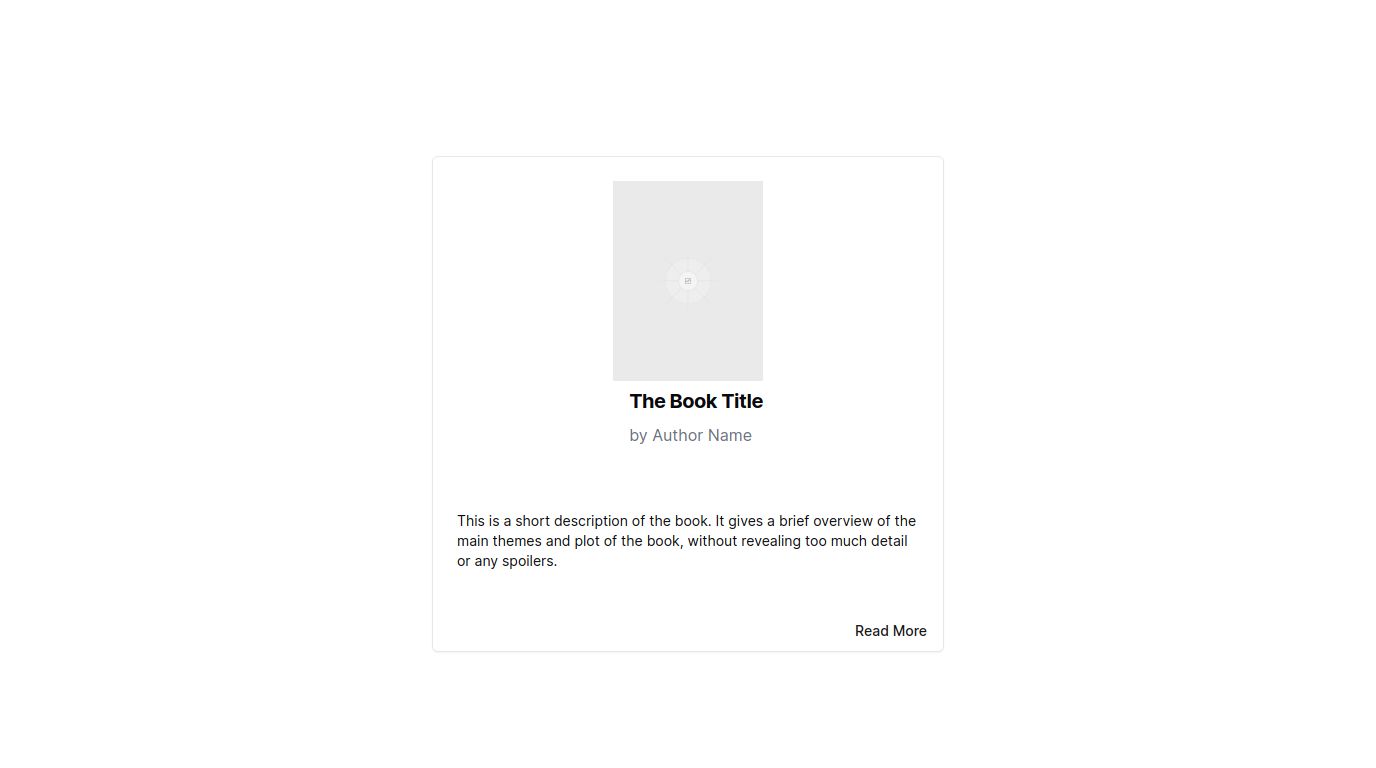 The Book Title
by Author Name
This is a short description of the book. It gives a brief overview of the
main themes and plot of the book, without revealing too much detail
or any spoilers.
Read More